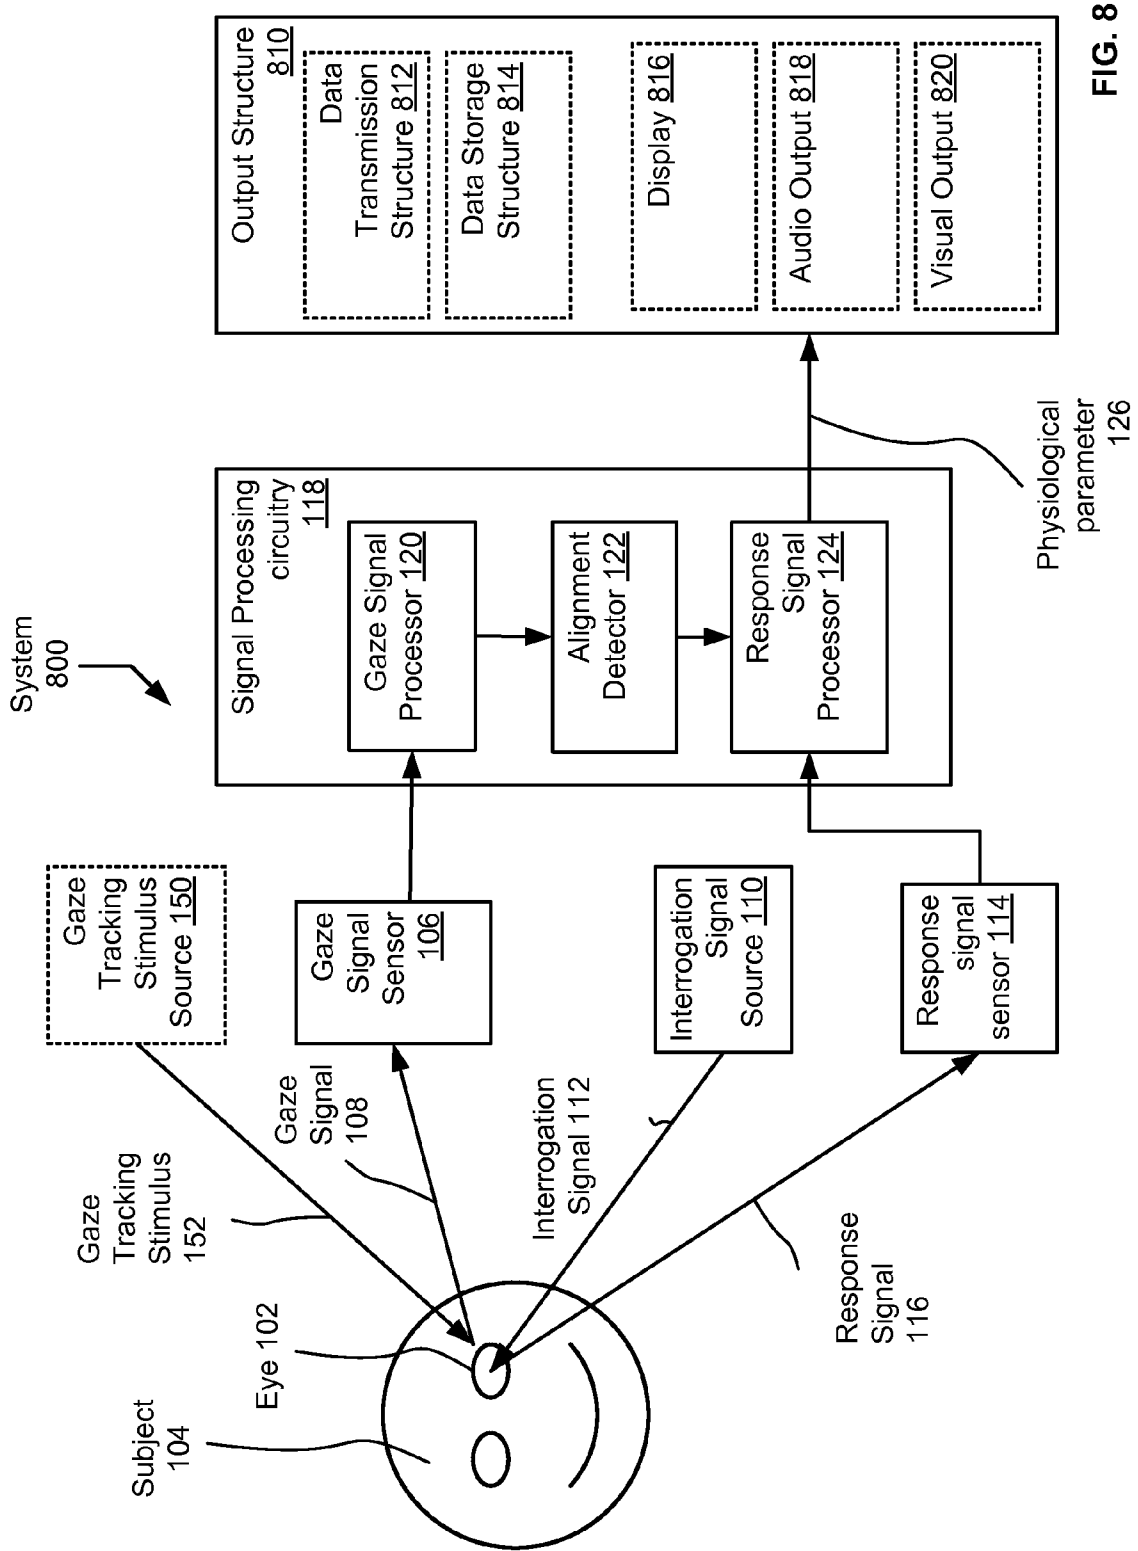 System
800
Gaze
Tracking
Stimulus
152
Gaze
Tracking
Stimulus
Source 150
Subject
104
Eye 102
Gaze
Signal
108
Gaze
Signal
Sensor
106
Interrogation
Signal 112
Interrogation
Signal
Source 110
Response
Signal
116
Response
signal
sensor 114
Signal Processing
circuitry
118
Gaze Signal
Processor 120
Alignment
Detector 122
Response
Signal
Processor 124
Physiological
parameter
126
Output Structure
810
Data
Transmission
Structure 812
Data Storage
Structure 814
Display 816
Audio Output 818
Visual Output 820
FIG. 8